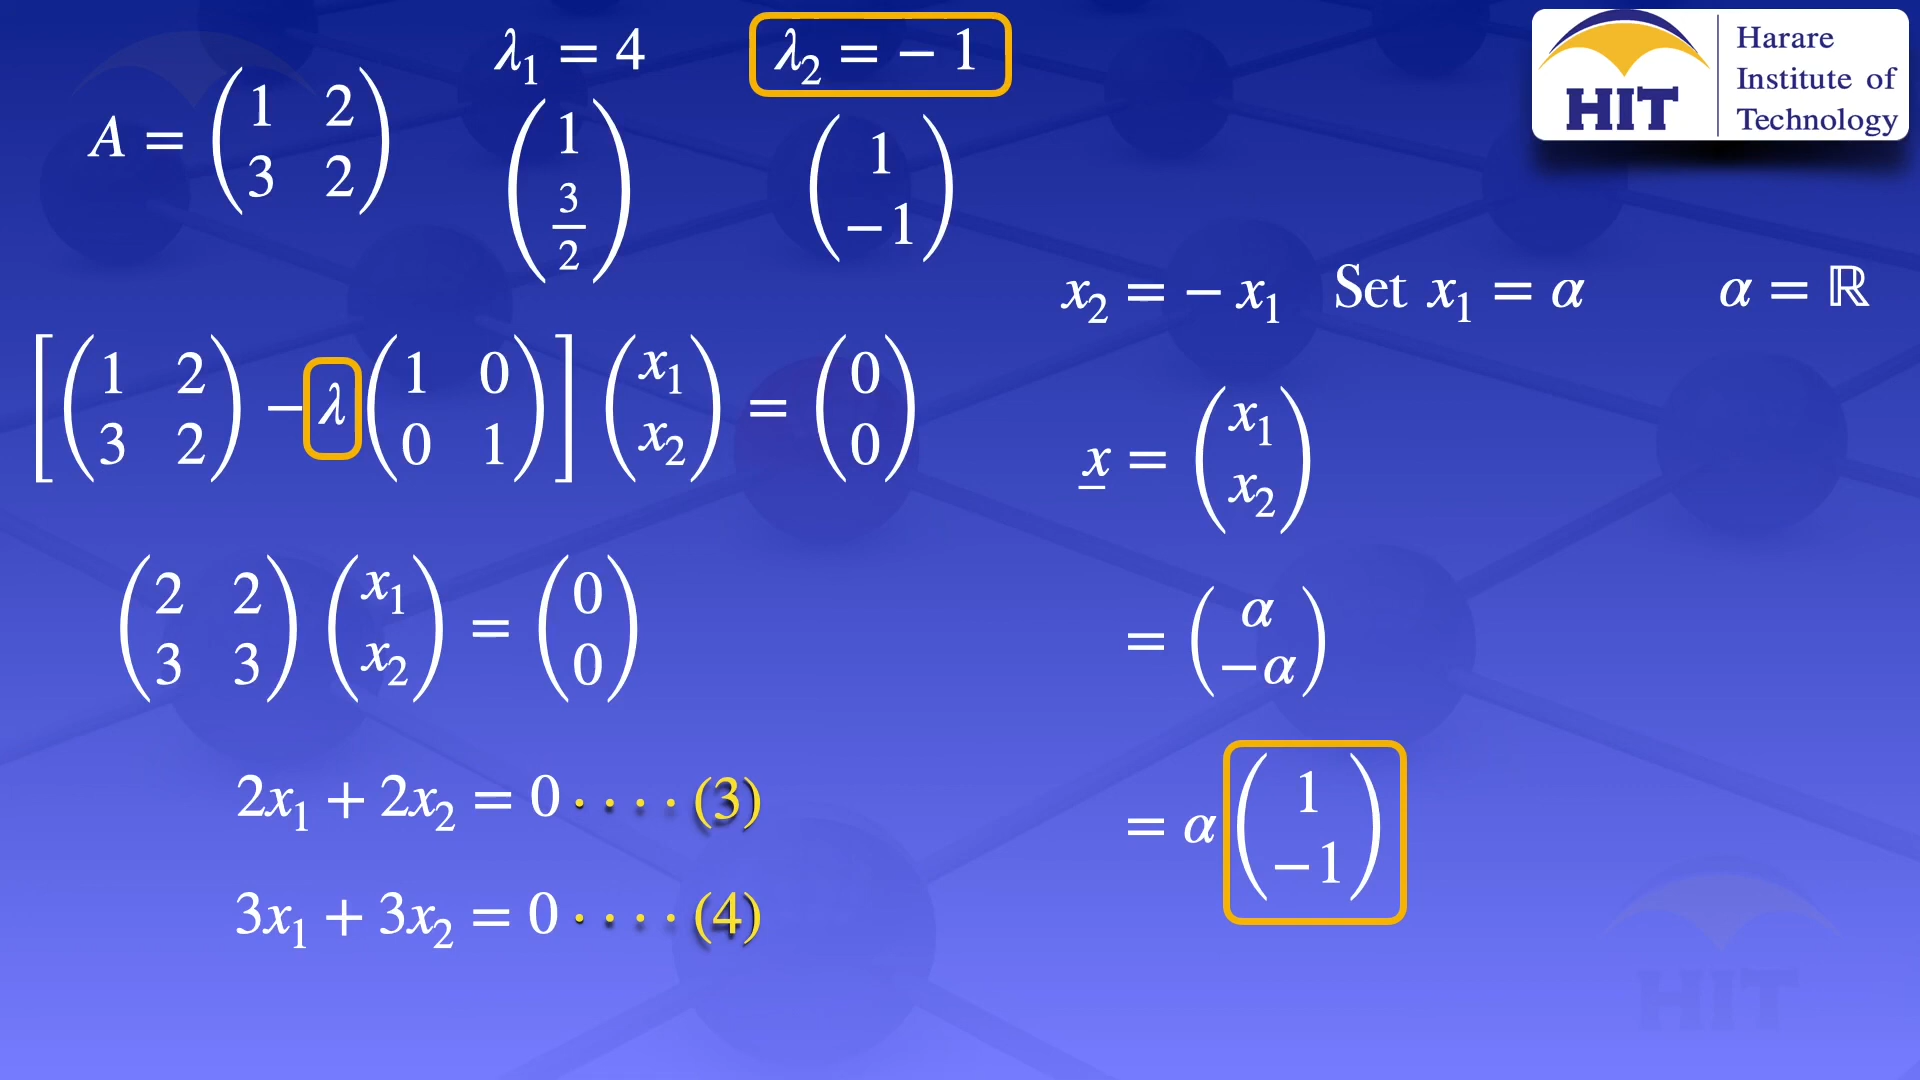 λ₁ = 4
λ₂ = − 1
A = (1 2; 3 2)
(1; 3/2)
(1; −1)
HIT
Harare
Institute of
Technology
x₂ = − x₁ Set x₁ = α α = ℝ
[(1 2; 3 2) − λ (1 0; 0 1)] (x₁; x₂) = (0; 0)
(2 2; 3 3) (x₁; x₂) = (0; 0)
2x₁ + 2x₂ = 0 · · · · (3)
3x₁ + 3x₂ = 0 · · · · (4)
x = (x₁; x₂)
= (α; −α)
= α (1; −1)
HIT